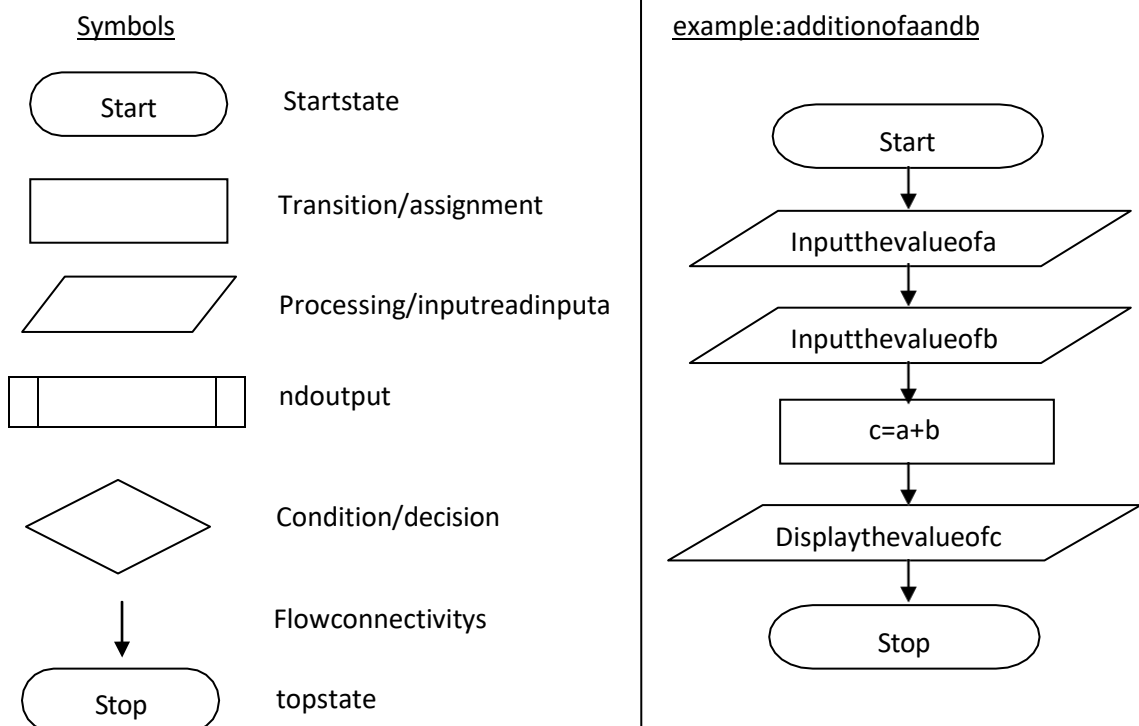 Symbols
Start Startstate
Transition/assignment
Processing/inputreadinputa
ndoutput
Condition/decision
Flowconnectivitys
Stop topstate
example:additionofaandb
Start
Inputthevalueofa
Inputthevalueofb
c=a+b
Displaythevalueofc
Stop